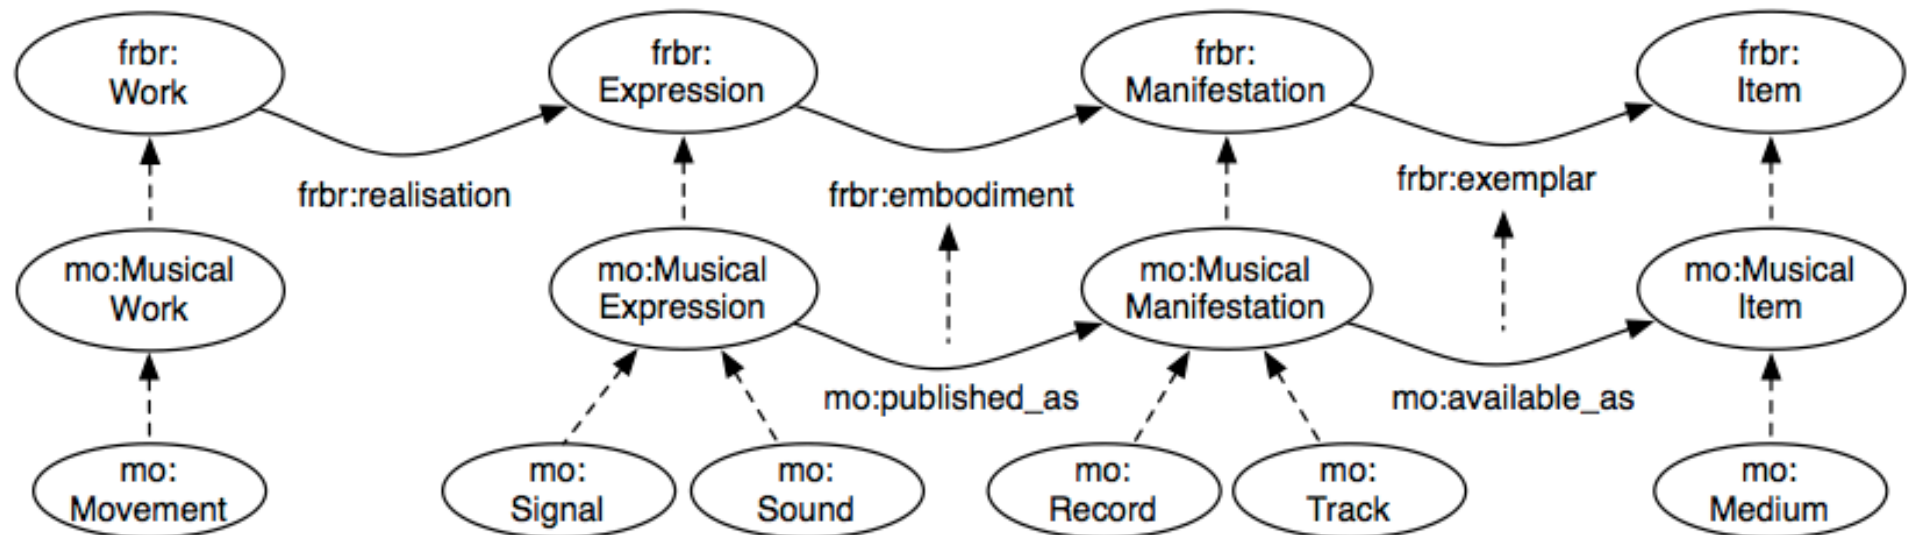 frbr:
Work
frbr:
Expression
frbr:
Manifestation
frbr:
Item
frbr:realisation
frbr:embodiment
frbr:exemplar
mo:Musical
Work
mo:Musical
Expression
mo:Musical
Manifestation
mo:Musical
Item
mo:published_as
mo:available_as
mo:
Movement
mo:
Signal
mo:
Sound
mo:
Record
mo:
Track
mo:
Medium